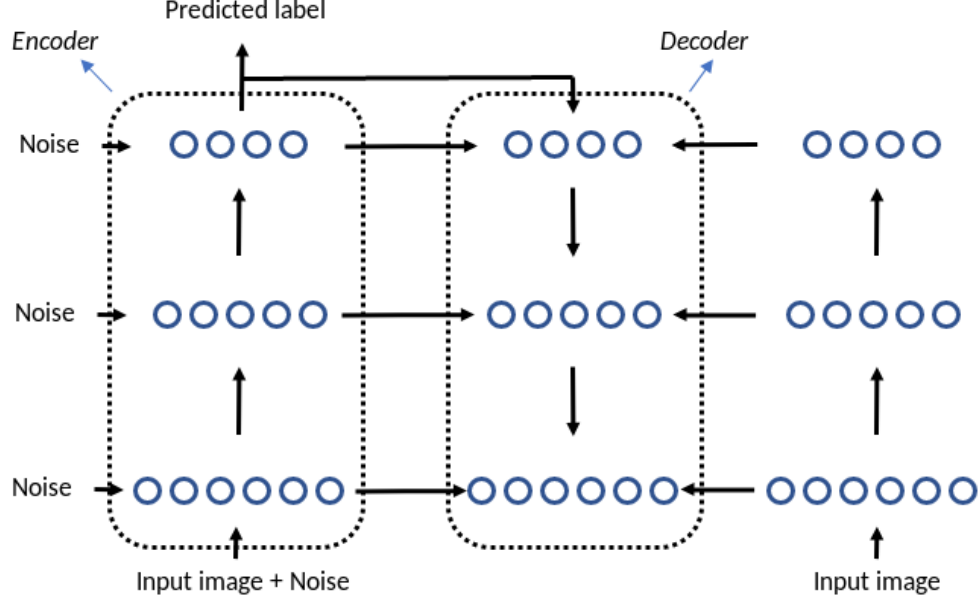 Predicted label
Encoder
Decoder
Noise
Noise
Noise
Input image + Noise
Input image